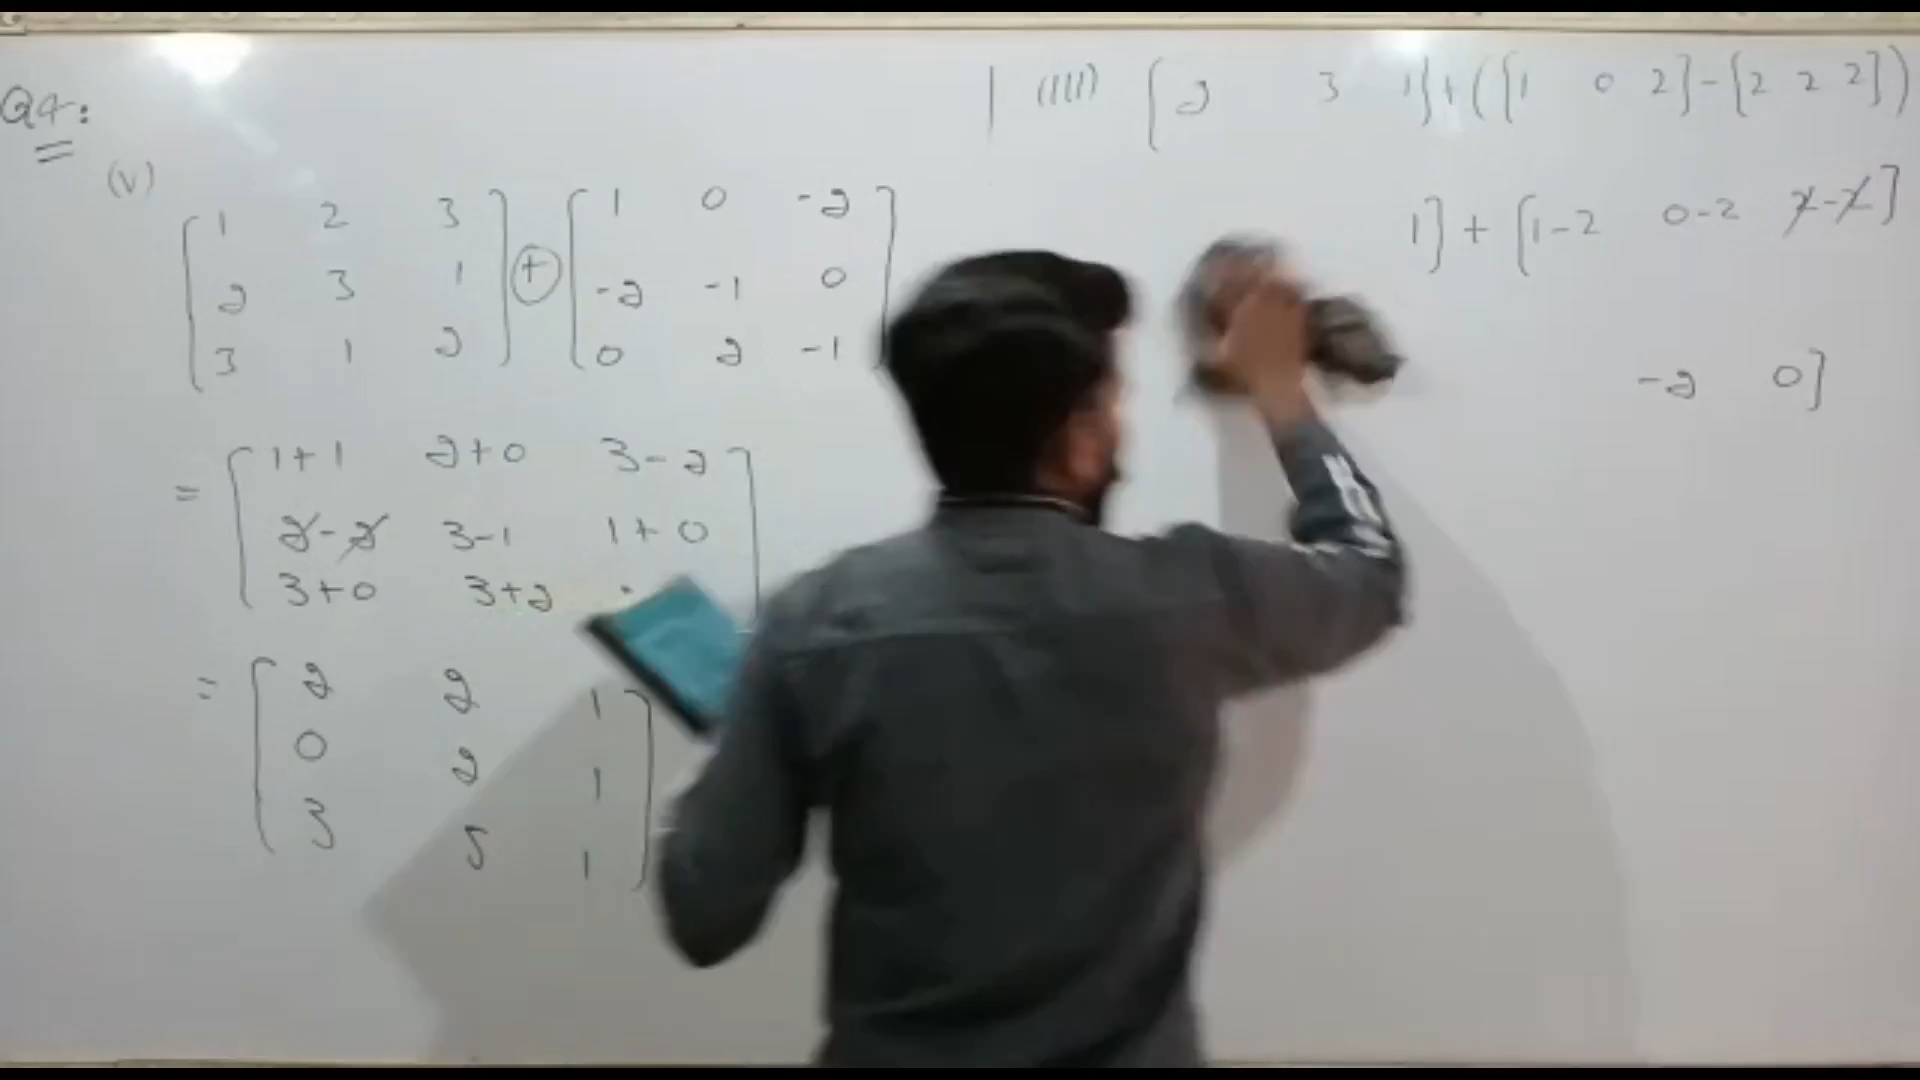 Q4:
(v)
[1 2 3] + [1 0 -2]
[2 3 1] [-2 -1 0]
[3 1 2] [0 2 -1]
= [1+1 2+0 3-2]
[2-2 3-1 1+0]
[3+0 3+2
= [2 2 1]
[0 2 1]
[3 5 1]
(iii) [2 3 1]+([1 0 2]-[2 2 2])
1]+[1-2 0-2 2-2]
-2 0]